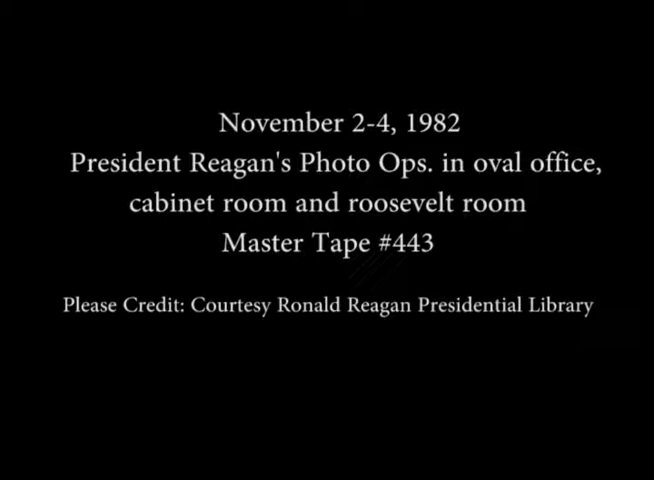 November 2-4, 1982
President Reagan's Photo Ops. in oval office,
cabinet room and roosevelt room
Master Tape #443
Please Credit: Courtesy Ronald Reagan Presidential Library